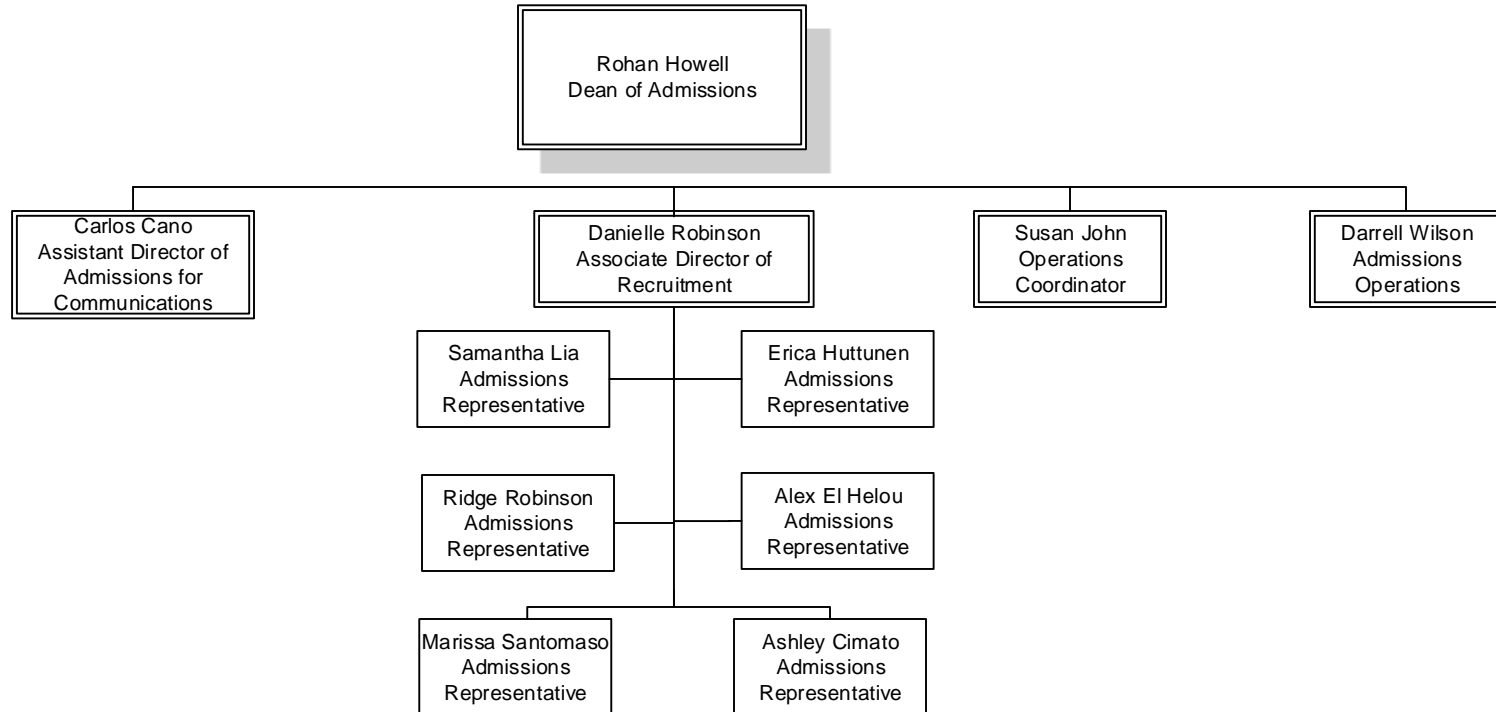 Rohan Howell
Dean of Admissions
Carlos Cano
Assistant Director of
Admissions for
Communications
Danielle Robinson
Associate Director of
Recruitment
Susan John
Operations
Coordinator
Darrell Wilson
Admissions
Operations
Samantha Lia
Admissions
Representative
Erica Huttunen
Admissions
Representative
Ridge Robinson
Admissions
Representative
Alex El Helou
Admissions
Representative
Marissa Santomaso
Admissions
Representative
Ashley Cimato
Admissions
Representative